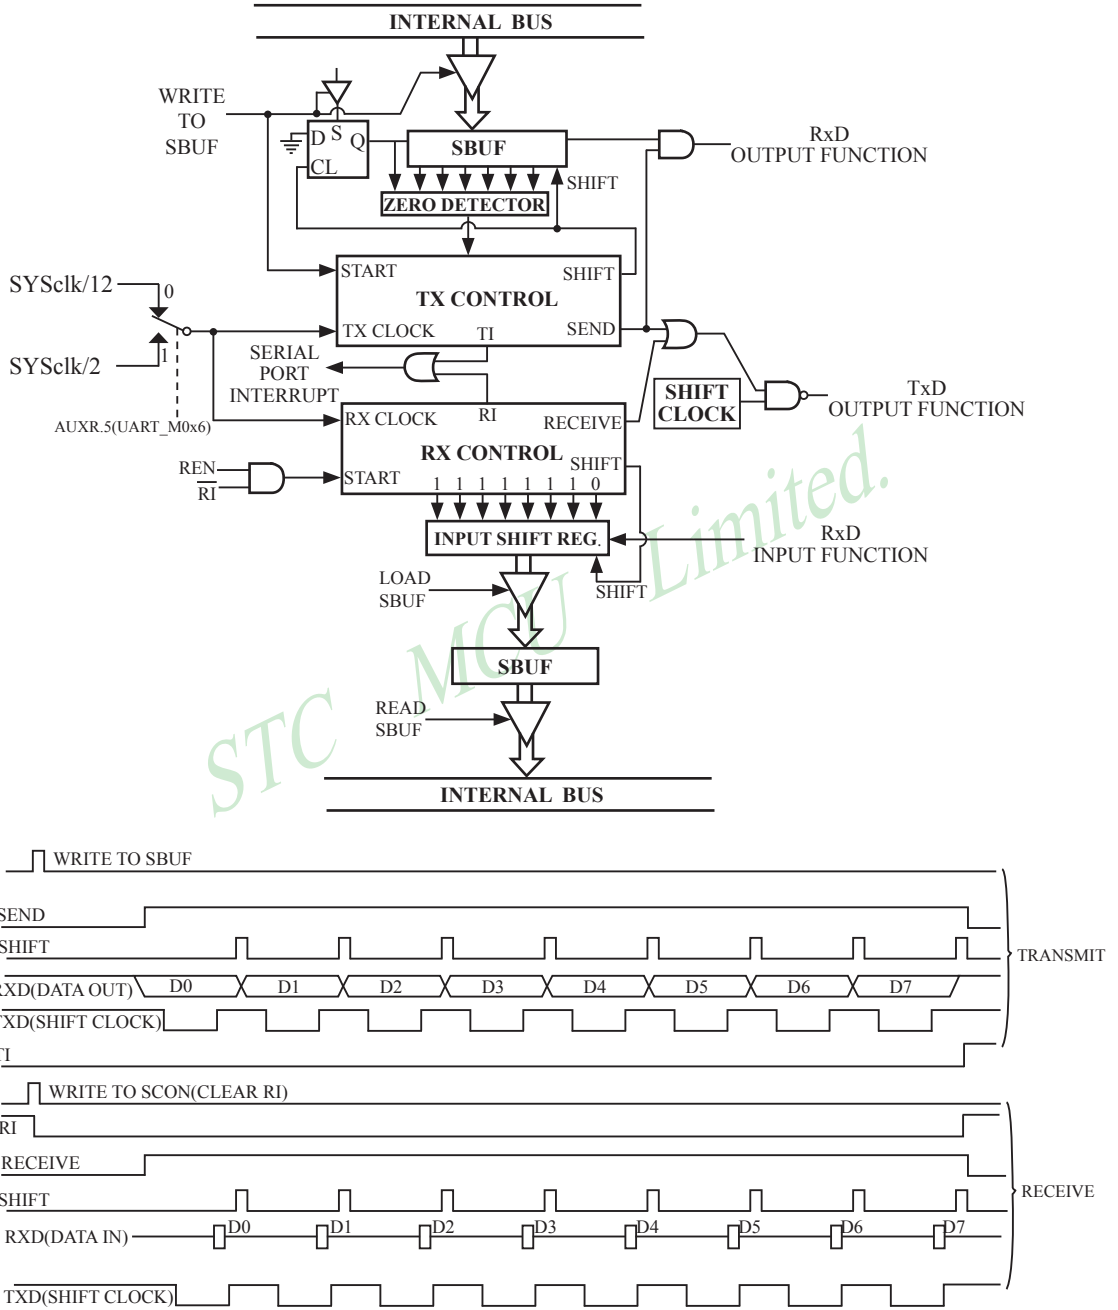 INTERNAL BUS
WRITE
TO
SBUF
D S Q
CL
SBUF
RxD
OUTPUT FUNCTION
SHIFT
ZERO DETECTOR
SYSclk/12
0
START
SHIFT
TX CONTROL
TX CLOCK
TI
SEND
SYSclk/2
1
SERIAL
PORT
INTERRUPT
SHIFT
CLOCK
TxD
OUTPUT FUNCTION
AUXR.5(UART_M0x6)
RX CLOCK
RI
RECEIVE
RX CONTROL
SHIFT
REN
RI
START
1 1 1 1 1 1 1 0
INPUT SHIFT REG.
RxD
INPUT FUNCTION
LOAD
SBUF
SHIFT
SBUF
READ
SBUF
INTERNAL BUS
STC MCU Limited.
WRITE TO SBUF
SEND
SHIFT
TRANSMIT
RXD(DATA OUT) D0 D1 D2 D3 D4 D5 D6 D7
TXD(SHIFT CLOCK)
TI
WRITE TO SCON(CLEAR RI)
RI
RECEIVE
SHIFT
RECEIVE
RXD(DATA IN) D0 D1 D2 D3 D4 D5 D6 D7
TXD(SHIFT CLOCK)